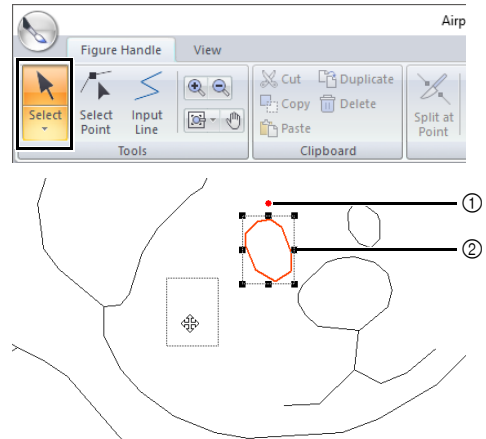 Airp
Figure Handle View
Select
Select Point
Input Line
Tools
Cut Duplicate
Copy Delete
Paste
Clipboard
Split at Point
①
②